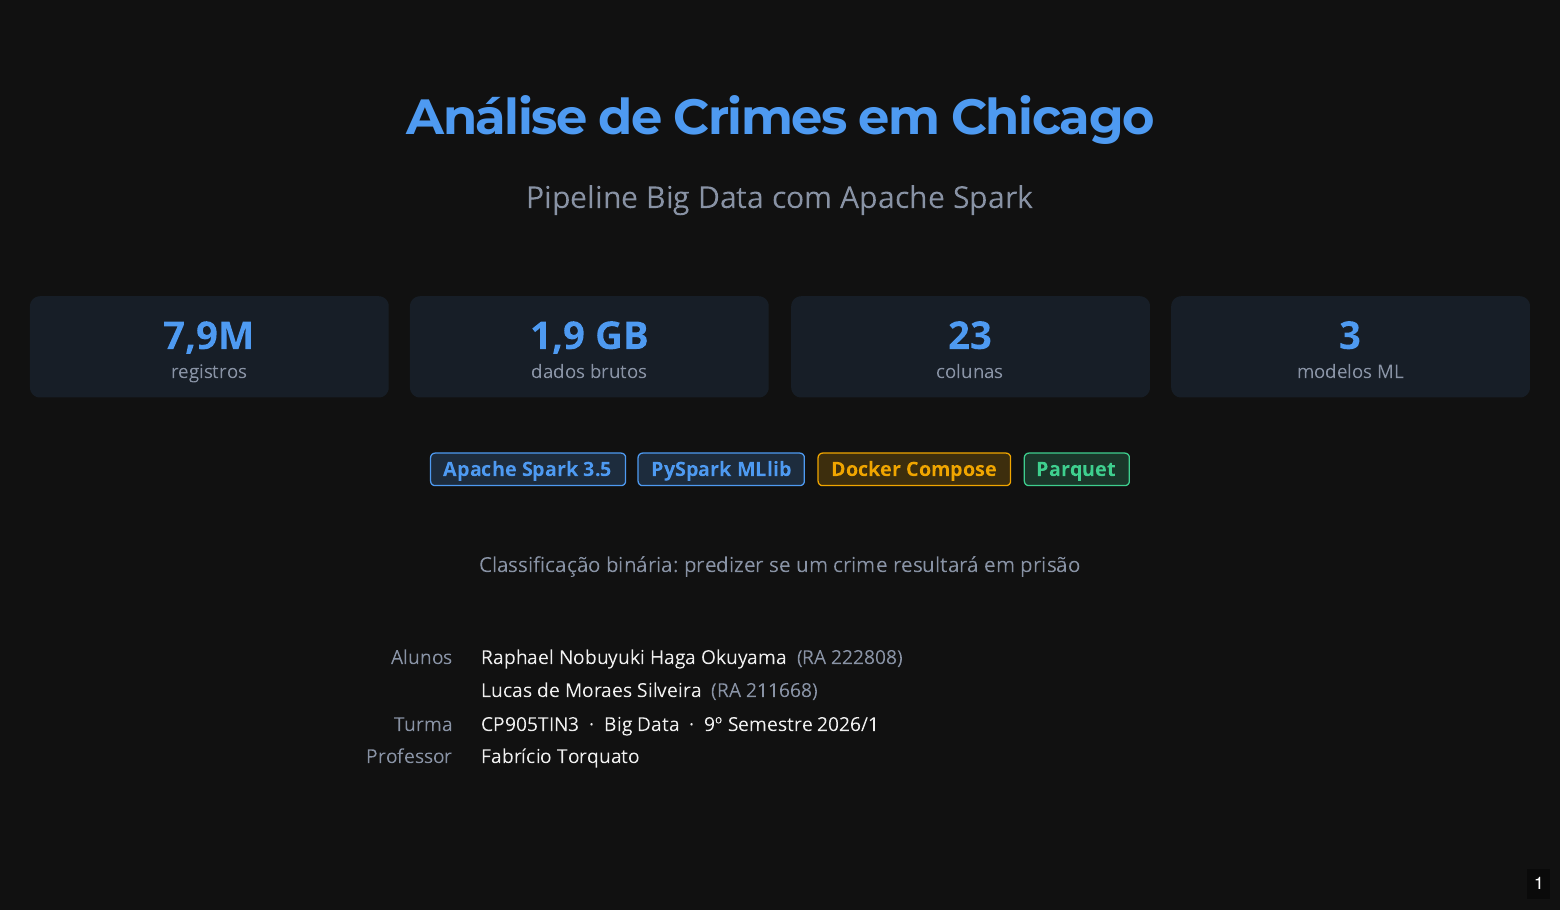 Análise de Crimes em Chicago
Pipeline Big Data com Apache Spark
7,9M
registros
1,9 GB
dados brutos
23
colunas
3
modelos ML
Apache Spark 3.5 PySpark MLlib Docker Compose Parquet
Classificação binária: predizer se um crime resultará em prisão
Alunos Raphael Nobuyuki Haga Okuyama (RA 222808)
Lucas de Moraes Silveira (RA 211668)
Turma CP905TIN3 · Big Data · 9º Semestre 2026/1
Professor Fabrício Torquato
1